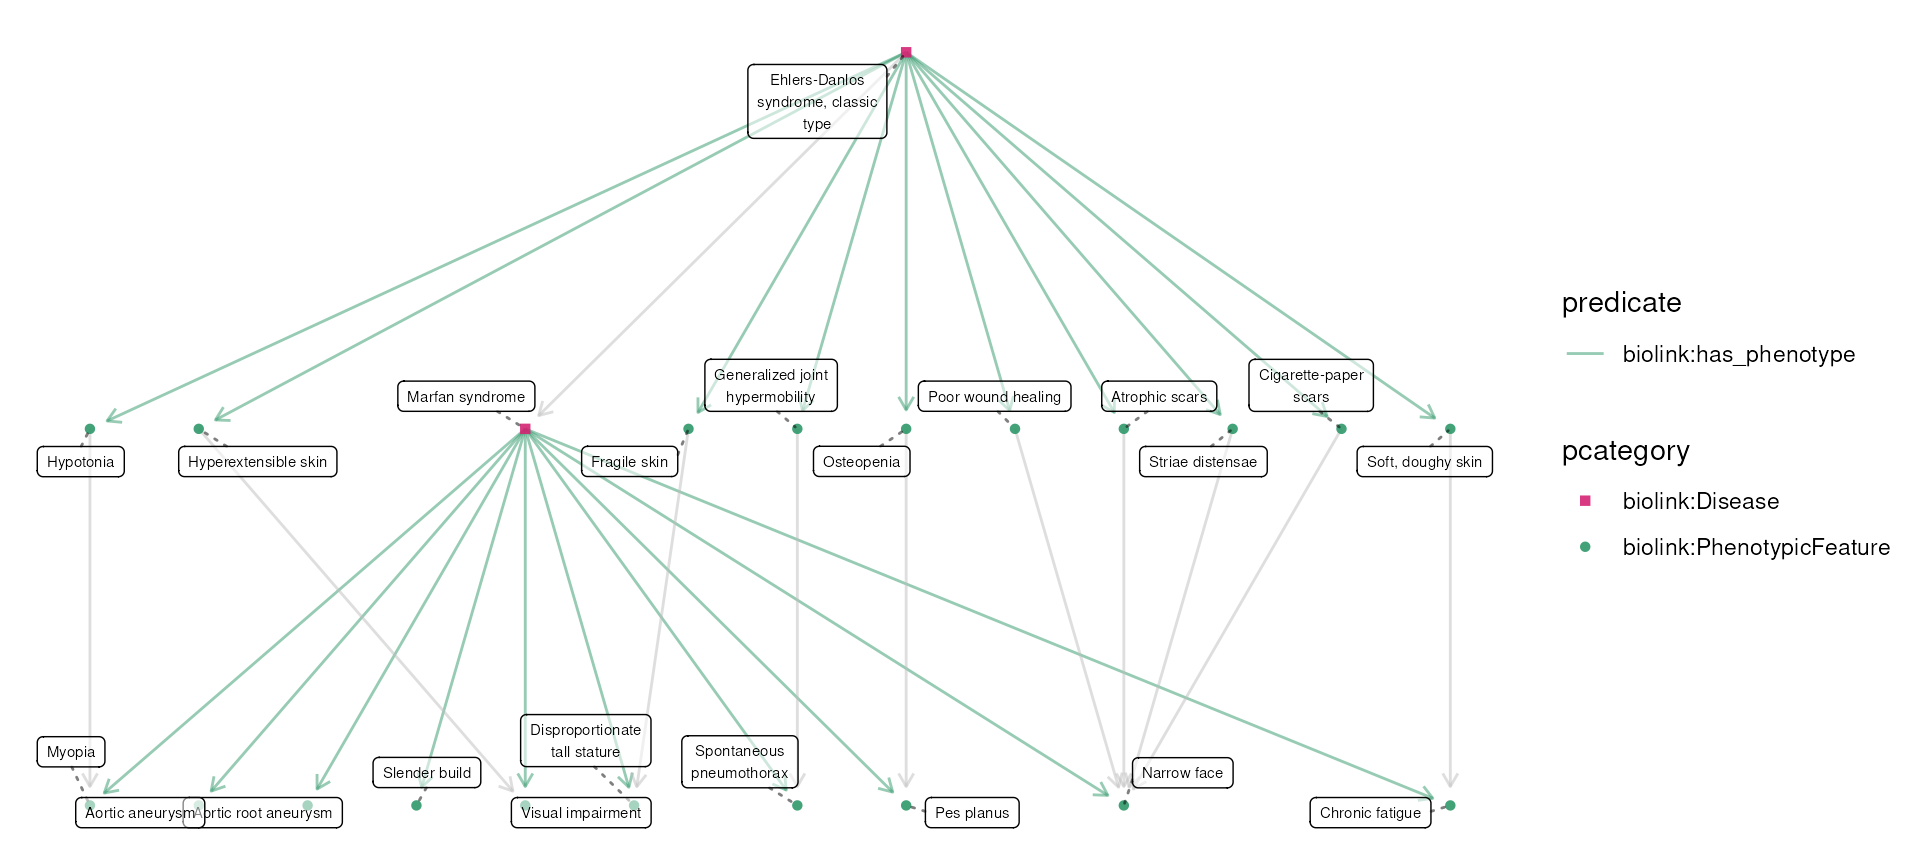 Ehlers-Danlos
syndrome, classic
type
Generalized joint
hypermobility
Cigarette-paper
scars
Marfan syndrome
Poor wound healing
Atrophic scars
Hypotonia
Hyperextensible skin
Fragile skin
Osteopenia
Striae distensae
Soft, doughy skin
Disproportionate
tall stature
Myopia
Spontaneous
pneumothorax
Slender build
Narrow face
Aortic aneurysm
Aortic root aneurysm
Visual impairment
Pes planus
Chronic fatigue
predicate
biolink:has_phenotype
pcategory
biolink:Disease
biolink:PhenotypicFeature